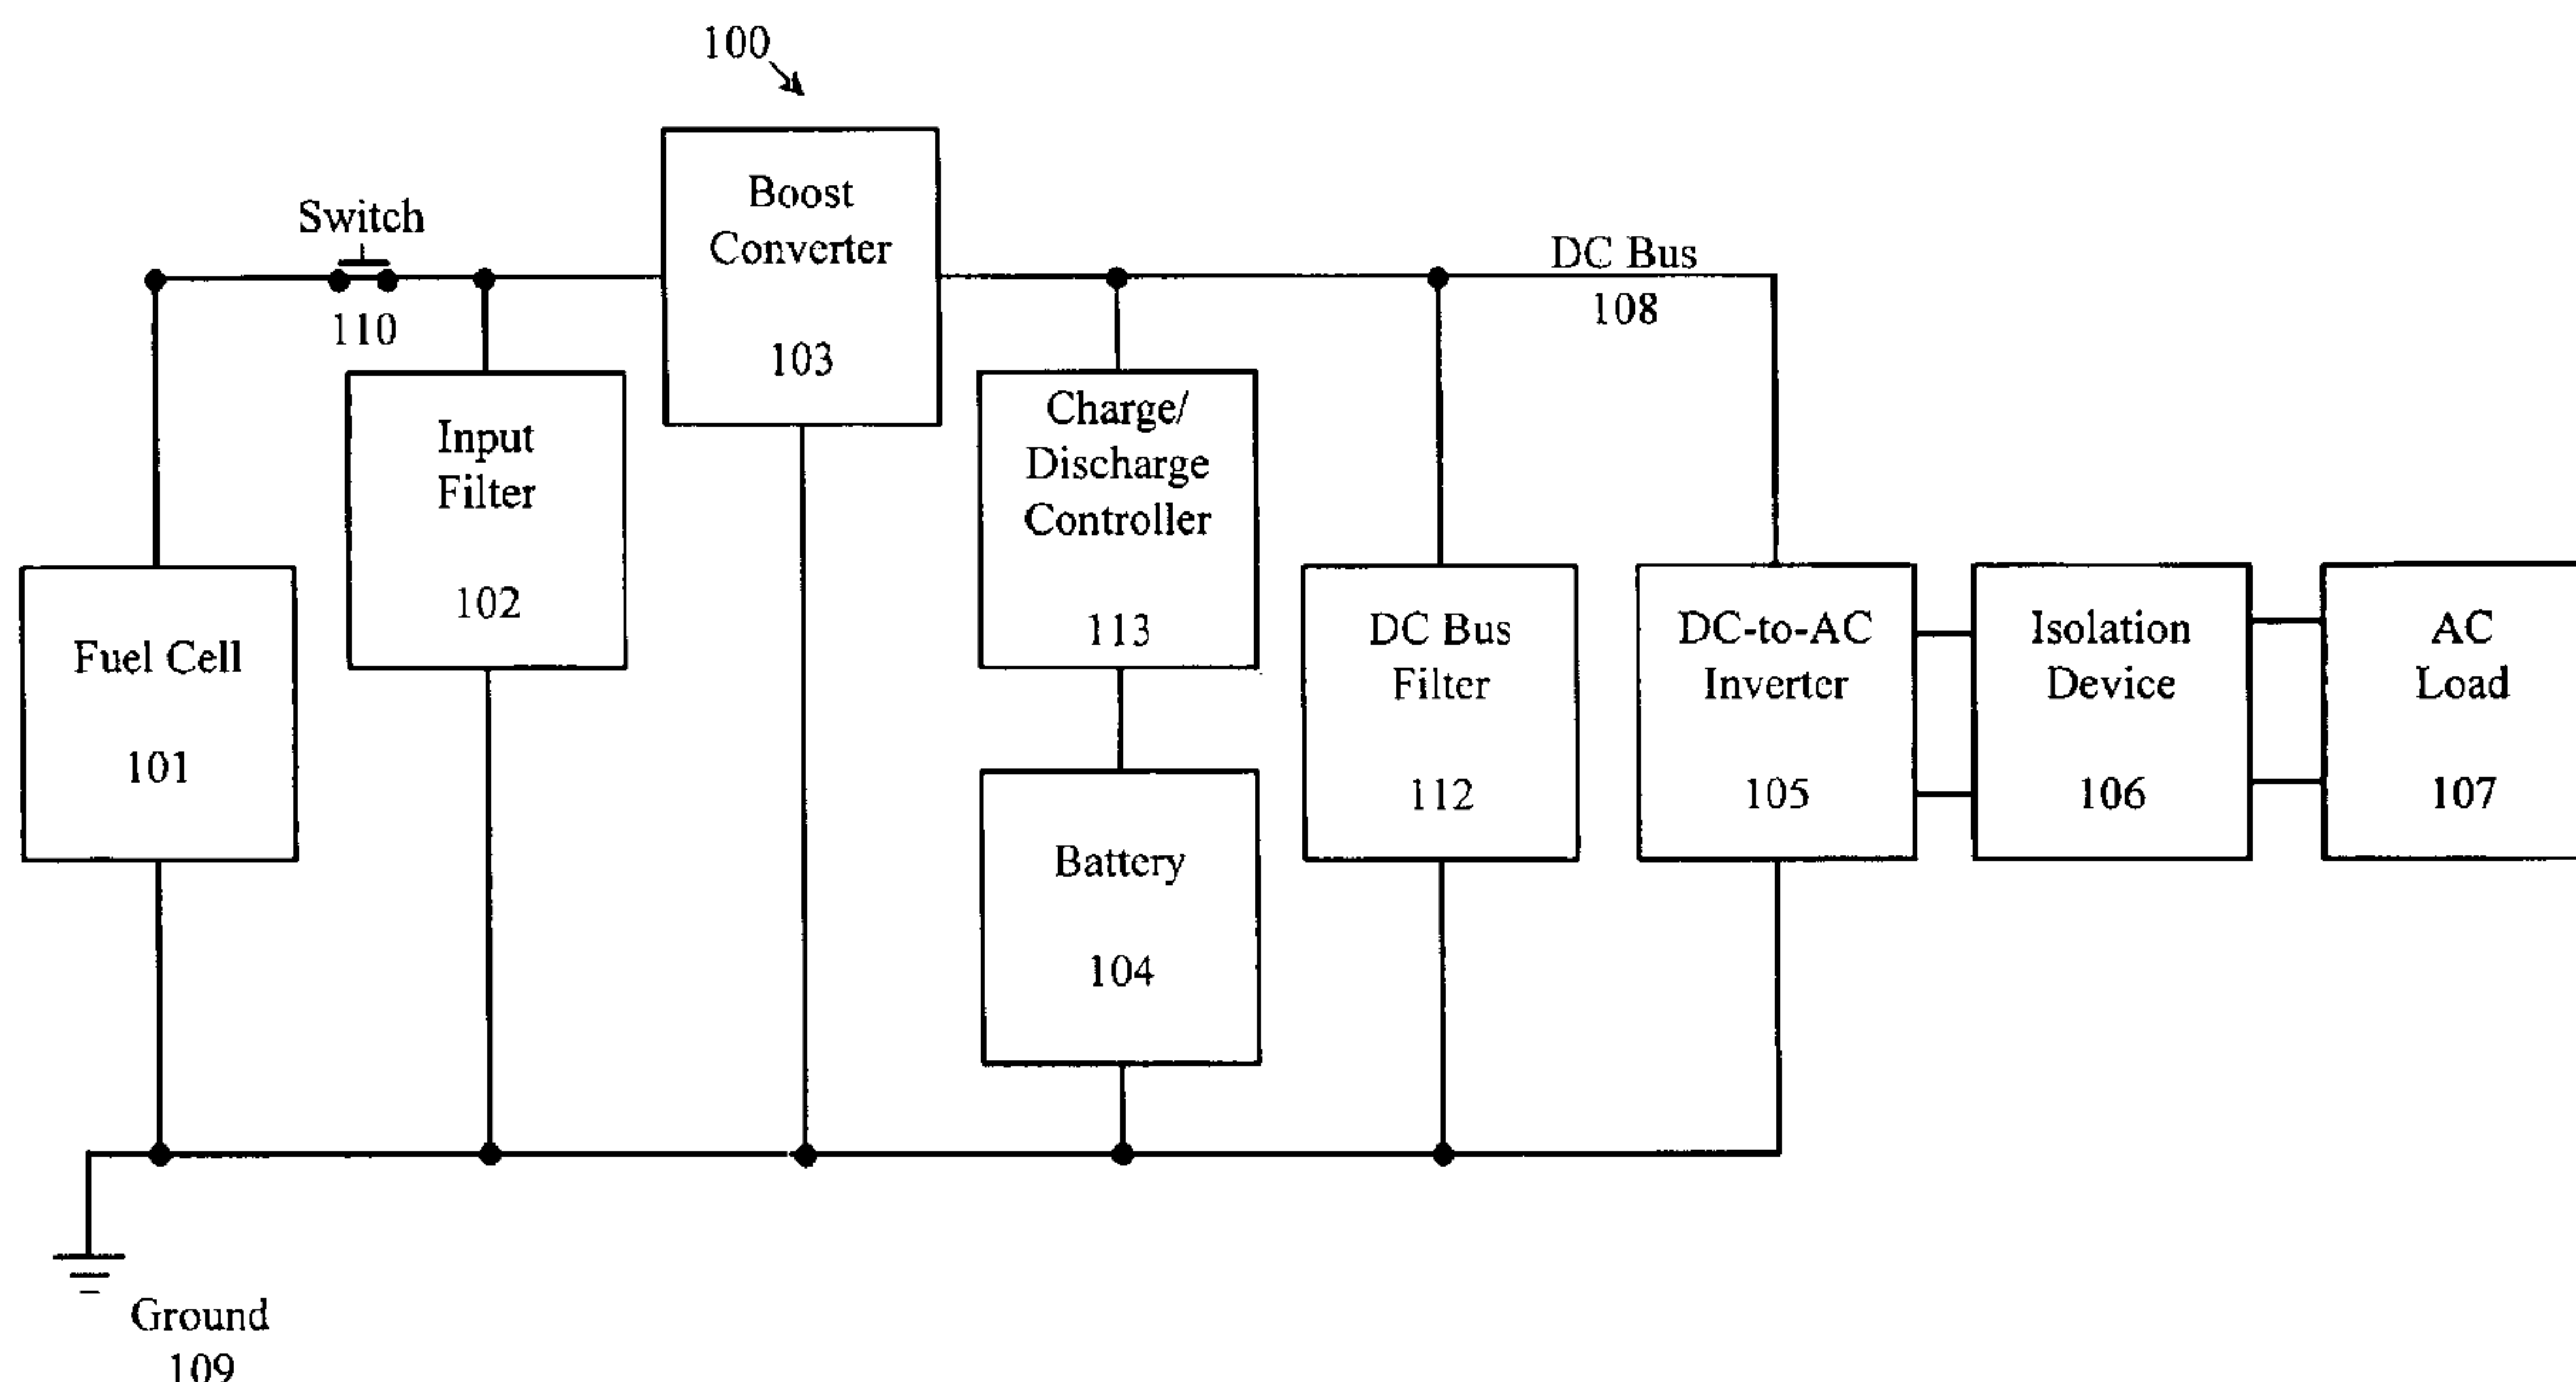 100
Switch
110
Boost
Converter
103
DC Bus
108
Input
Filter
102
Charge/
Discharge
Controller
113
Fuel Cell
101
Battery
104
DC Bus
Filter
112
DC-to-AC
Inverter
105
Isolation
Device
106
AC
Load
107
Ground
109